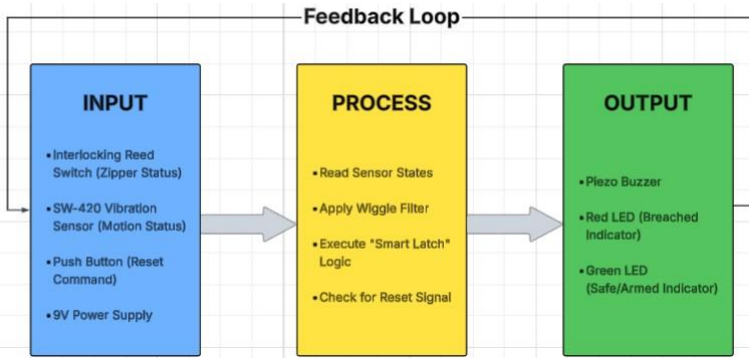 Feedback Loop
INPUT
• Interlocking Reed
Switch (Zipper Status)
• SW-420 Vibration
Sensor (Motion Status)
• Push Button (Reset
Command)
• 9V Power Supply
PROCESS
• Read Sensor States
• Apply Wiggle Filter
• Execute "Smart Latch"
Logic
• Check for Reset Signal
OUTPUT
• Piezo Buzzer
• Red LED (Breached
Indicator)
• Green LED
(Safe/Armed Indicator)